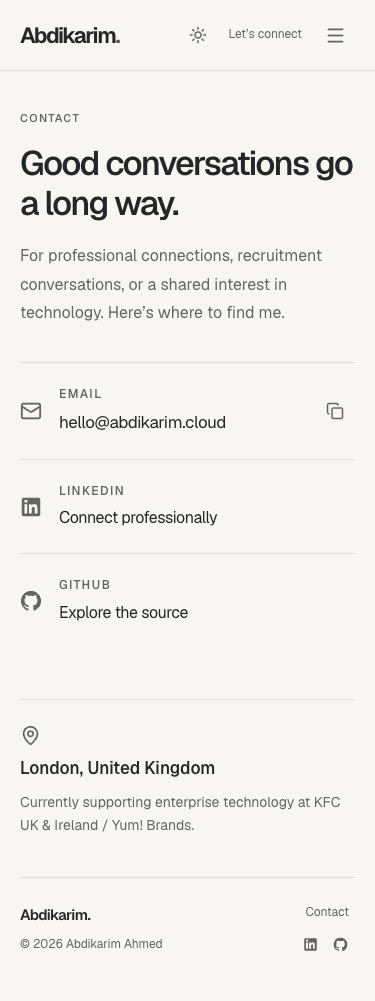 Abdikarim.
Let's connect
CONTACT
Good conversations go
a long way.
For professional connections, recruitment
conversations, or a shared interest in
technology. Here’s where to find me.
EMAIL
hello@abdikarim.cloud
LINKEDIN
Connect professionally
GITHUB
Explore the source
London, United Kingdom
Currently supporting enterprise technology at KFC
UK & Ireland / Yum! Brands.
Abdikarim.
Contact
© 2026 Abdikarim Ahmed